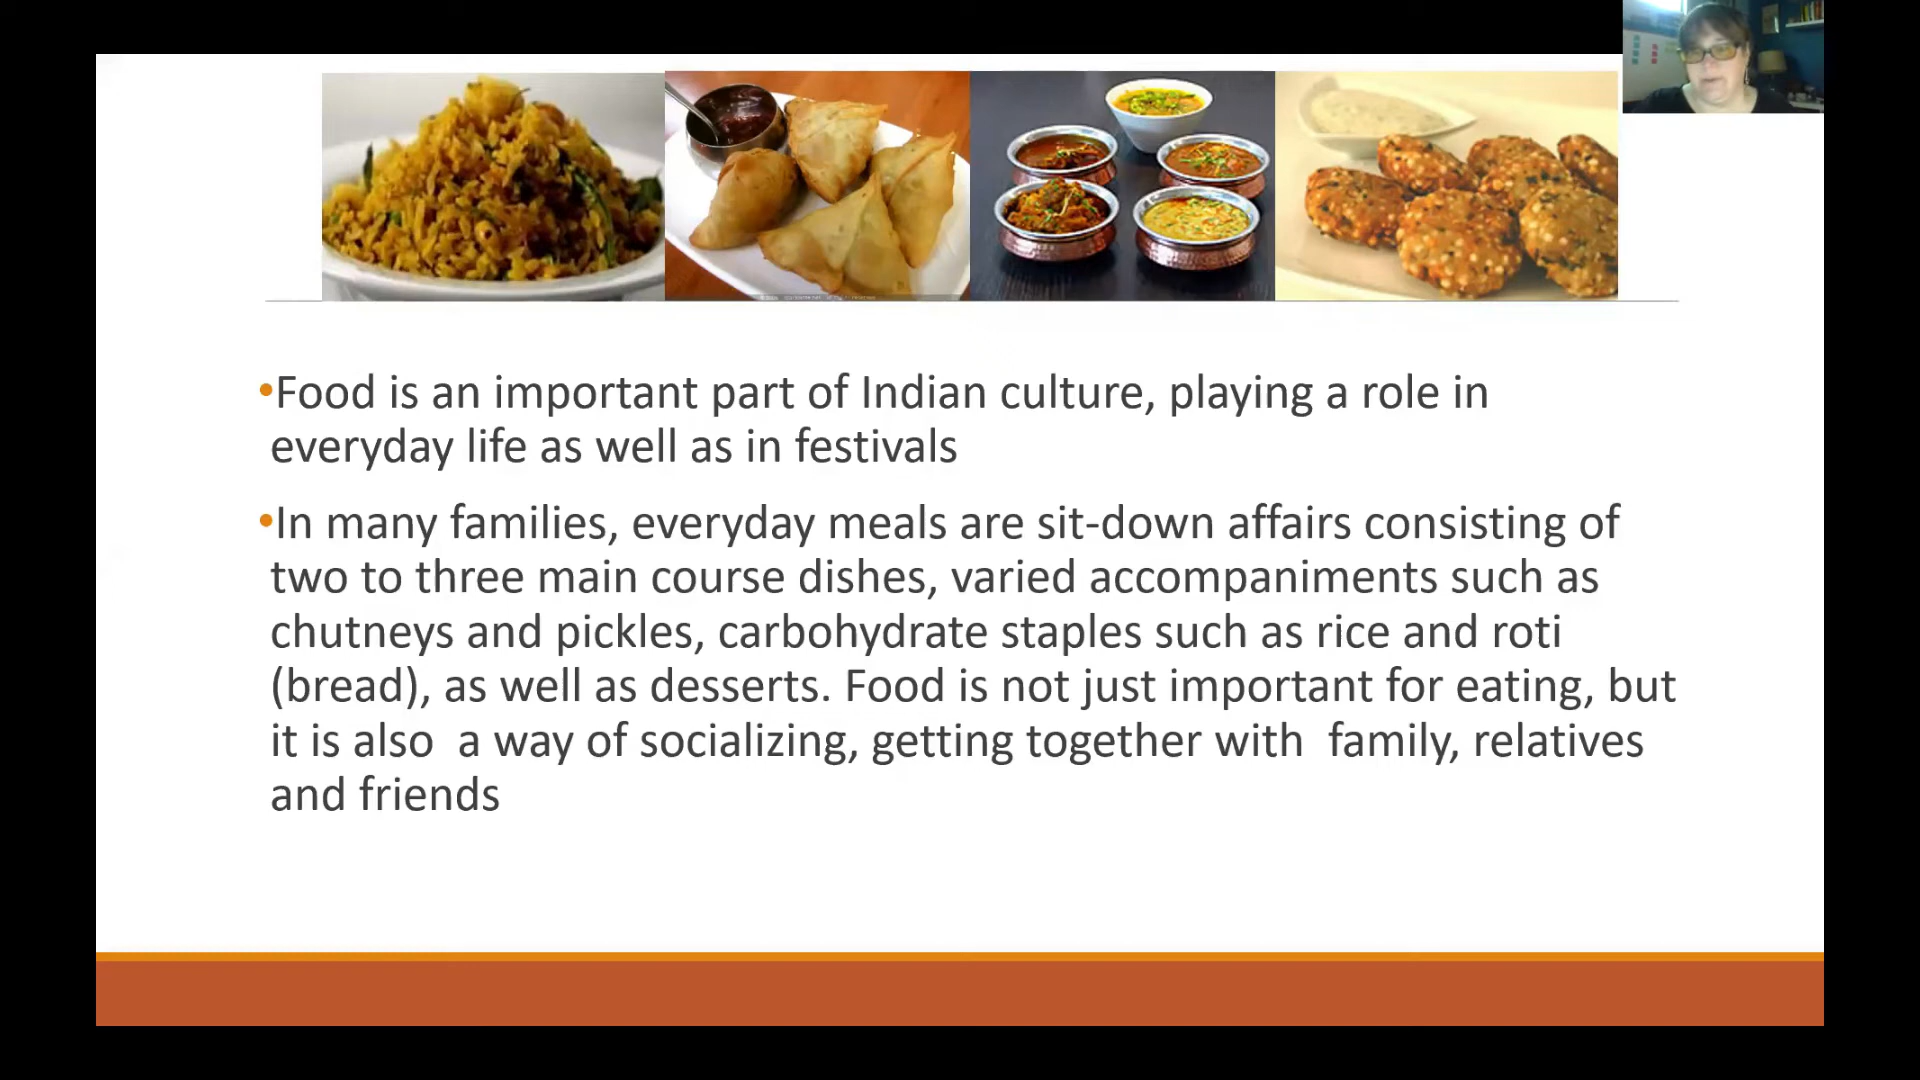 •Food is an important part of Indian culture, playing a role in
everyday life as well as in festivals
•In many families, everyday meals are sit-down affairs consisting of
two to three main course dishes, varied accompaniments such as
chutneys and pickles, carbohydrate staples such as rice and roti
(bread), as well as desserts. Food is not just important for eating, but
it is also  a way of socializing, getting together with  family, relatives
and friends